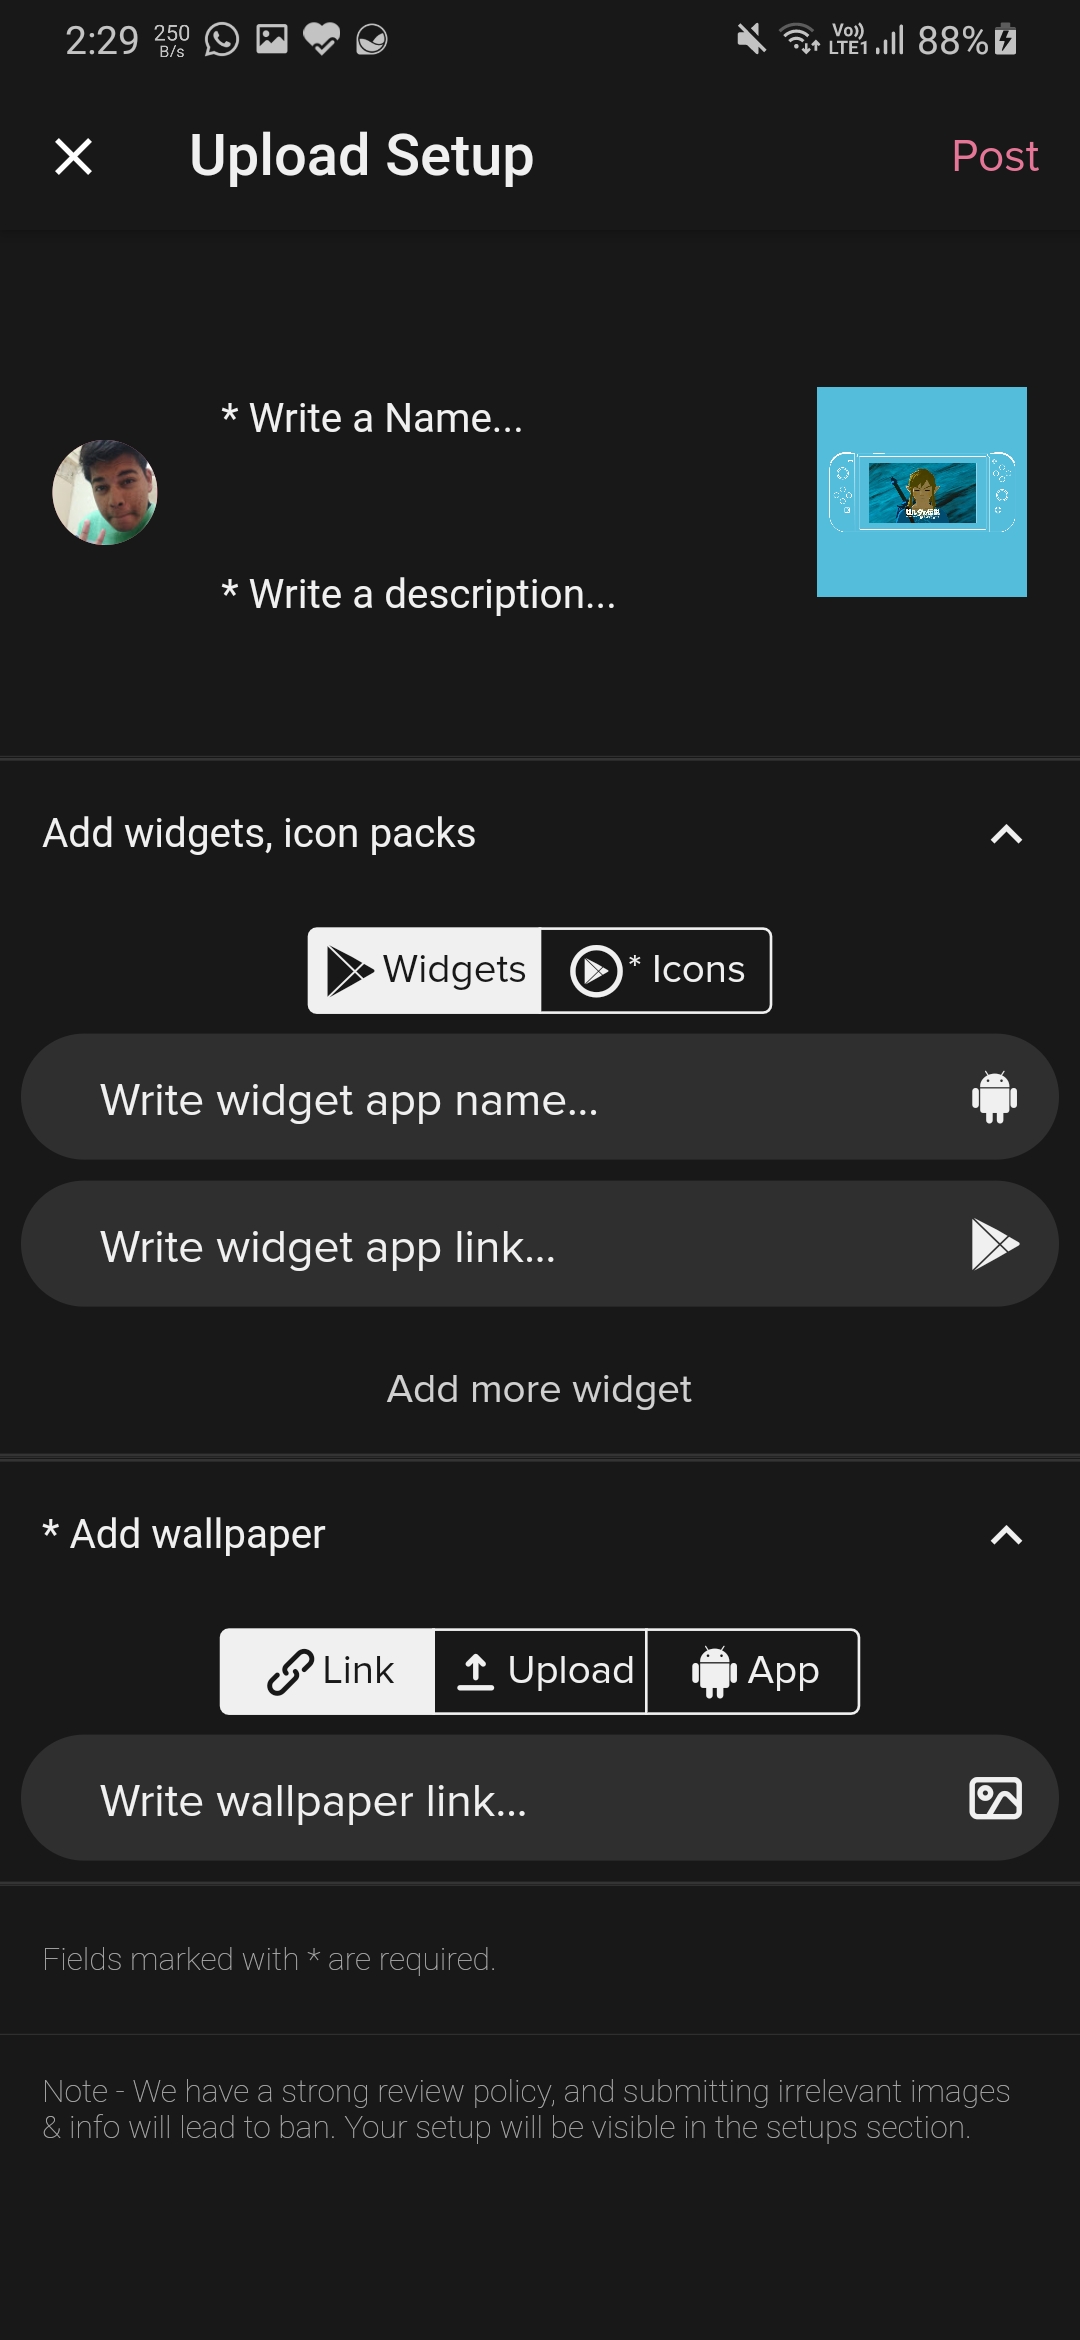 2:29 250 B/s Vo)) LTE1 88%
Upload Setup Post
* Write a Name...
* Write a description...
Add widgets, icon packs
Widgets * Icons
Write widget app name...
Write widget app link...
Add more widget
* Add wallpaper
Link Upload App
Write wallpaper link...
Fields marked with * are required.
Note - We have a strong review policy, and submitting irrelevant images
& info will lead to ban. Your setup will be visible in the setups section.